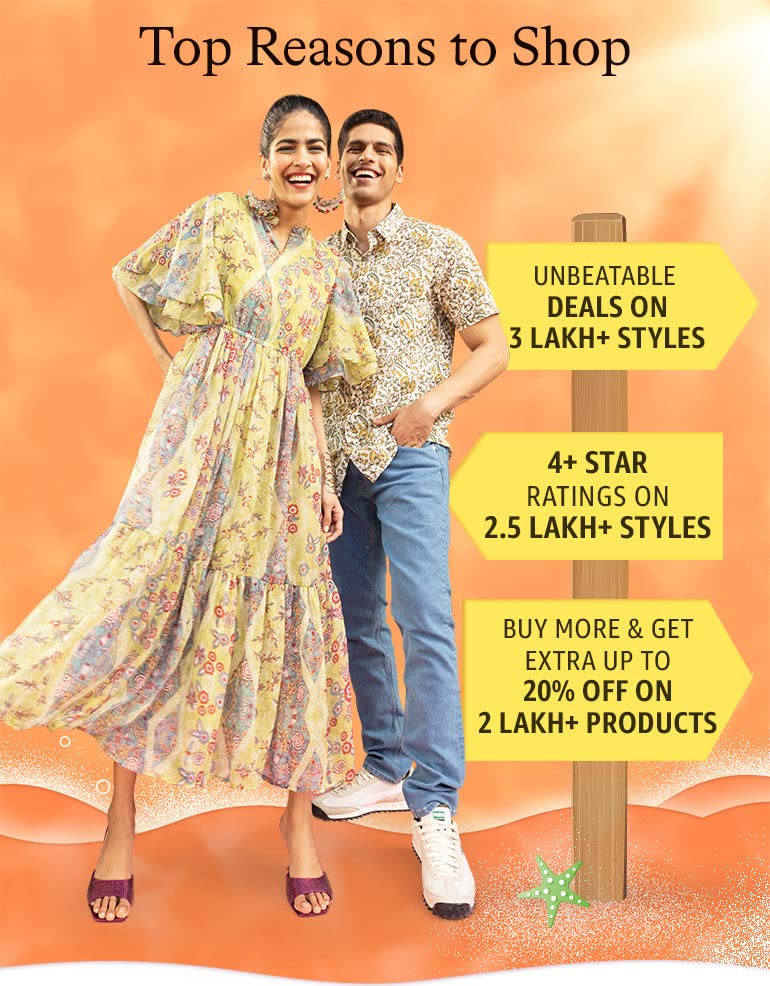 Top Reasons to Shop
UNBEATABLE
DEALS ON
3 LAKH+ STYLES
4+ STAR
RATINGS ON
2.5 LAKH+ STYLES
BUY MORE & GET
EXTRA UP TO
20% OFF ON
2 LAKH+ PRODUCTS